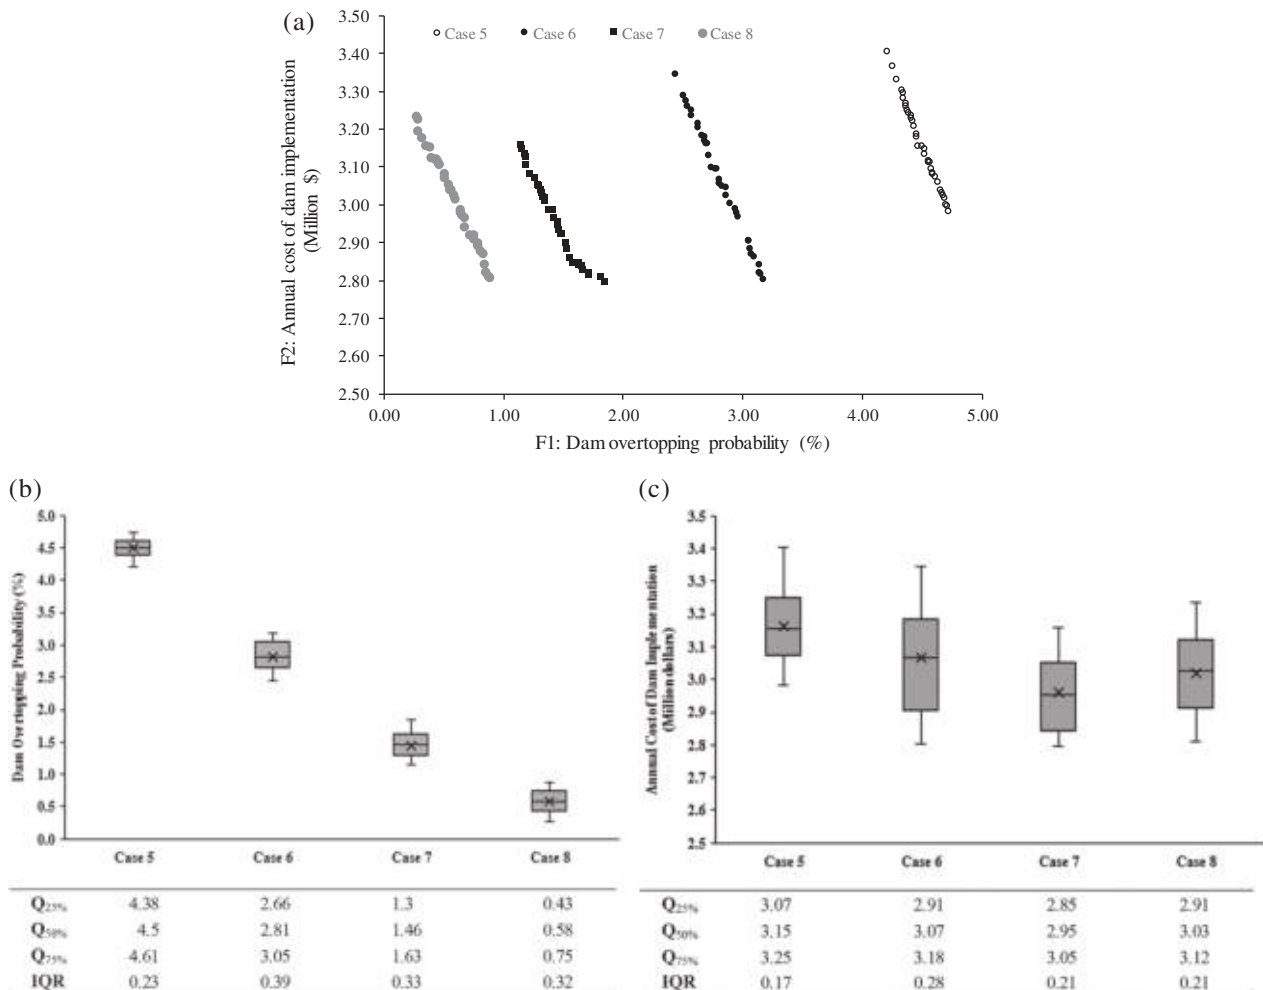 (a)
3.50
Case 5 Case 6 Case 7 Case 8
3.40
3.30
3.20
3.10
3.00
2.90
2.80
2.70
2.60
2.50
0.00 1.00 2.00 3.00 4.00 5.00
F2: Annual cost of dam implementation
(Million $)
F1: Dam overtopping probability (%)
(b)
5.0
4.5
4.0
3.5
3.0
2.5
2.0
1.5
1.0
0.5
0.0
Dam Overtopping Probability (%)
Case 5 Case 6 Case 7 Case 8
Q25% 4.38 2.66 1.3 0.43
Q50% 4.5 2.81 1.46 0.58
Q75% 4.61 3.05 1.63 0.75
IQR 0.23 0.39 0.33 0.32
(c)
3.5
3.4
3.3
3.2
3.1
3.0
2.9
2.8
2.7
2.6
2.5
Annual Cost of Dam Implementation
(Million dollars)
Case 5 Case 6 Case 7 Case 8
Q25% 3.07 2.91 2.85 2.91
Q50% 3.15 3.07 2.95 3.03
Q75% 3.25 3.18 3.05 3.12
IQR 0.17 0.28 0.21 0.21